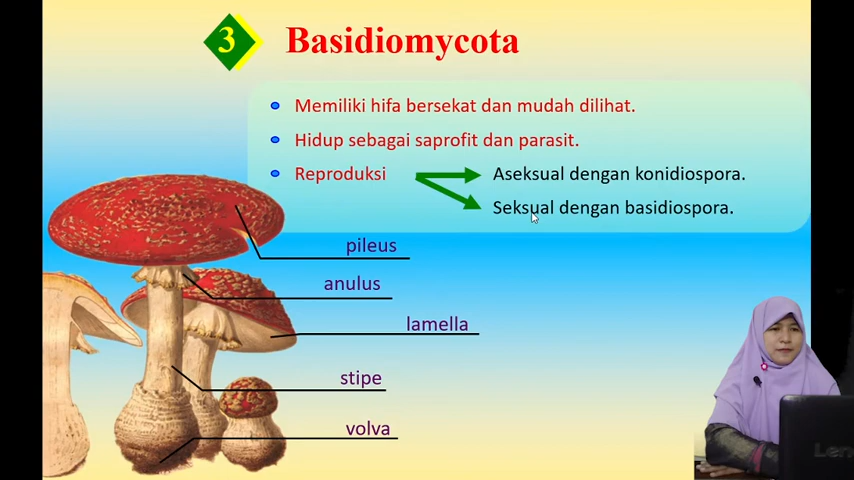 3 Basidiomycota
Memiliki hifa bersekat dan mudah dilihat.
Hidup sebagai saprofit dan parasit.
Reproduksi
Aseksual dengan konidiospora.
Seksual dengan basidiospora.
pileus
anulus
lamella
stipe
volva